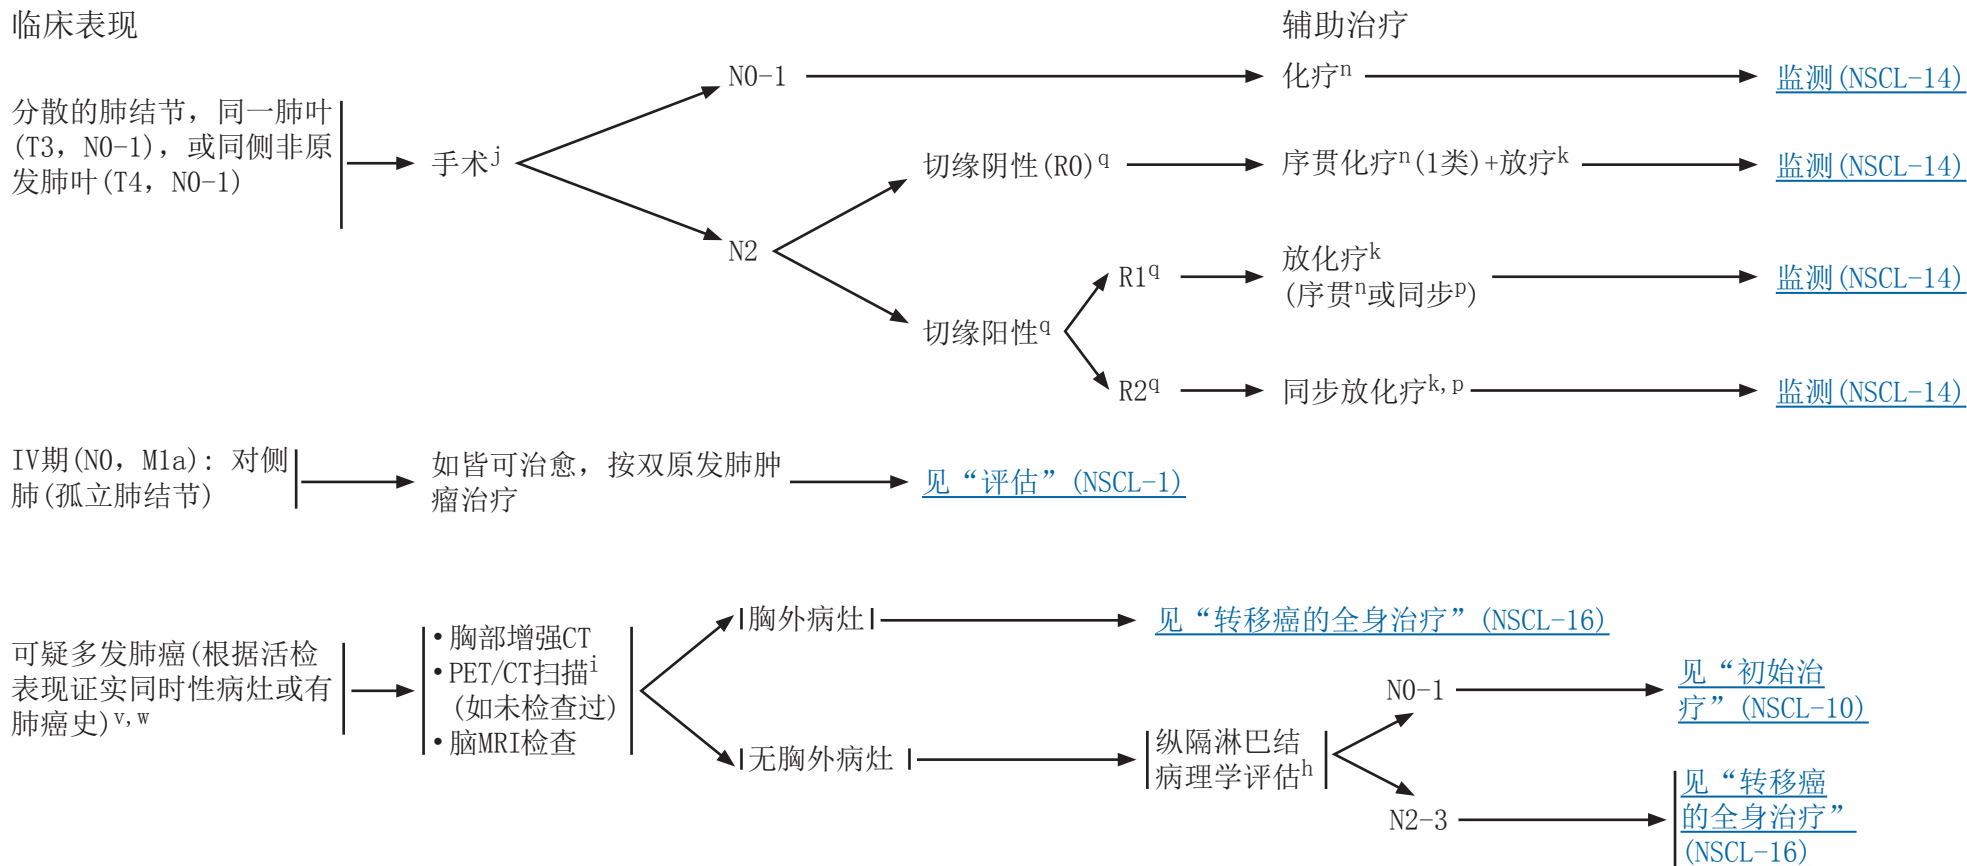 临床表现
辅助治疗
分散的肺结节，同一肺叶
(T3，N0-1)，或同侧非原
发肺叶(T4，N0-1)
手术j
N0-1
化疗n
监测(NSCL-14)
N2
切缘阴性(R0)q
序贯化疗n(1类)+放疗k
监测(NSCL-14)
切缘阳性q
R1q
放化疗k
(序贯n或同步p)
监测(NSCL-14)
R2q
同步放化疗k,p
监测(NSCL-14)
IV期(N0，M1a)：对侧
肺(孤立肺结节)
如皆可治愈，按双原发肺肿
瘤治疗
见“评估”(NSCL-1)
可疑多发肺癌(根据活检
表现证实同时性病灶或有
肺癌史)v,w
•胸部增强CT
•PET/CT扫描i
(如未检查过)
•脑MRI检查
胸外病灶
见“转移癌的全身治疗”(NSCL-16)
无胸外病灶
纵隔淋巴结
病理学评估h
N0-1
见“初始治
疗”(NSCL-10)
N2-3
见“转移癌
的全身治疗”
(NSCL-16)